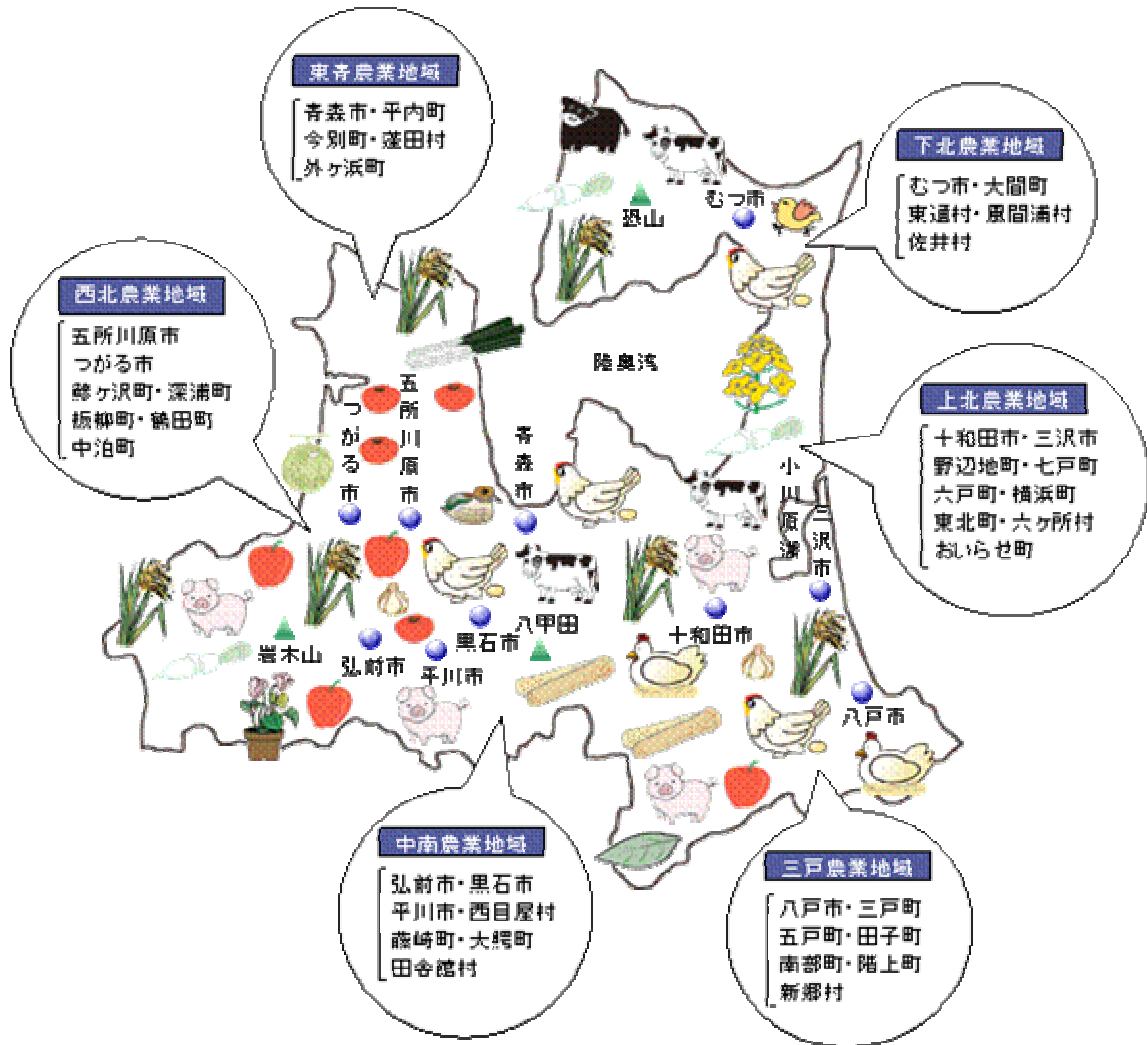 東青農業地域
青森市・平内町
今別町・蓬田村
外ヶ浜町
下北農業地域
むつ市・大間町
東通村・風間浦村
佐井村
西北農業地域
五所川原市
つがる市
鰺ヶ沢町・深浦町
板柳町・鶴田町
中泊町
上北農業地域
十和田市・三沢市
野辺地町・七戸町
六戸町・横浜町
東北町・六ヶ所村
おいらせ町
恐山
むつ市
陸奥湾
つがる市
五所川原市
青森市
小川原湖
三沢市
岩木山
弘前市
平川市
黒石市
八甲田
十和田市
八戸市
中南農業地域
弘前市・黒石市
平川市・西目屋村
藤崎町・大鰐町
田舎館村
三戸農業地域
八戸市・三戸町
五戸町・田子町
南部町・階上町
新郷村